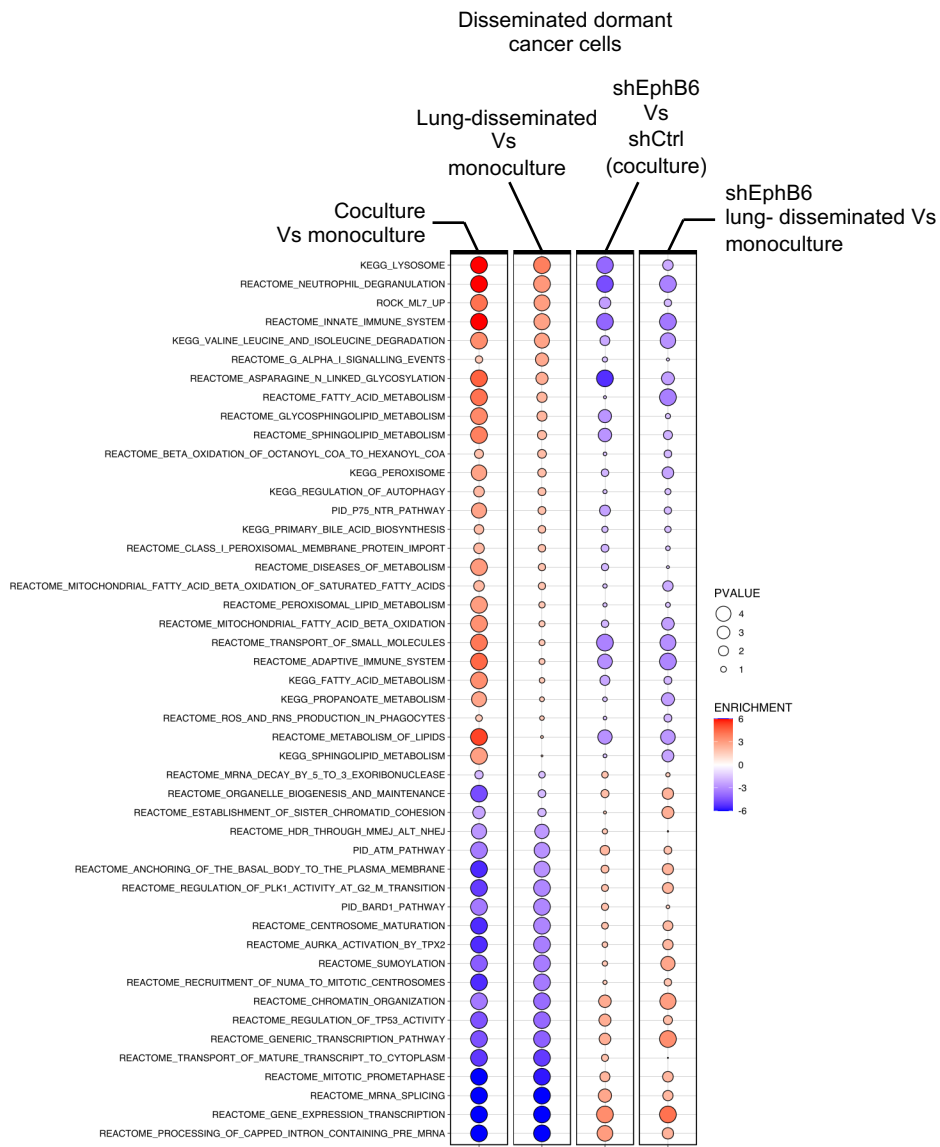 Disseminated dormant
cancer cells
shEphB6
Vs
shCtrl
(coculture)
Lung-disseminated
Vs
monoculture
shEphB6
lung- disseminated Vs
monoculture
Coculture
Vs monoculture
KEGG_LYSOSOME
REACTOME_NEUTROPHIL_DEGRANULATION
ROCK_ML7_UP
REACTOME_INNATE_IMMUNE_SYSTEM
KEGG_VALINE_LEUCINE_AND_ISOLEUCINE_DEGRADATION
REACTOME_G_ALPHA_I_SIGNALLING_EVENTS
REACTOME_ASPARAGINE_N_LINKED_GLYCOSYLATION
REACTOME_FATTY_ACID_METABOLISM
REACTOME_GLYCOSPHINGOLIPID_METABOLISM
REACTOME_SPHINGOLIPID_METABOLISM
REACTOME_BETA_OXIDATION_OF_OCTANOYL_COA_TO_HEXANOYL_COA
KEGG_PEROXISOME
KEGG_REGULATION_OF_AUTOPHAGY
PID_P75_NTR_PATHWAY
KEGG_PRIMARY_BILE_ACID_BIOSYNTHESIS
REACTOME_CLASS_I_PEROXISOMAL_MEMBRANE_PROTEIN_IMPORT
REACTOME_DISEASES_OF_METABOLISM
REACTOME_MITOCHONDRIAL_FATTY_ACID_BETA_OXIDATION_OF_SATURATED_FATTY_ACIDS
REACTOME_PEROXISOMAL_LIPID_METABOLISM
REACTOME_MITOCHONDRIAL_FATTY_ACID_BETA_OXIDATION
REACTOME_TRANSPORT_OF_SMALL_MOLECULES
REACTOME_ADAPTIVE_IMMUNE_SYSTEM
KEGG_FATTY_ACID_METABOLISM
KEGG_PROPANOATE_METABOLISM
REACTOME_ROS_AND_RNS_PRODUCTION_IN_PHAGOCYTES
REACTOME_METABOLISM_OF_LIPIDS
KEGG_SPHINGOLIPID_METABOLISM
REACTOME_MRNA_DECAY_BY_5_TO_3_EXORIBONUCLEASE
REACTOME_ORGANELLE_BIOGENESIS_AND_MAINTENANCE
REACTOME_ESTABLISHMENT_OF_SISTER_CHROMATID_COHESION
REACTOME_HDR_THROUGH_MMEJ_ALT_NHEJ
PID_ATM_PATHWAY
REACTOME_ANCHORING_OF_THE_BASAL_BODY_TO_THE_PLASMA_MEMBRANE
REACTOME_REGULATION_OF_PLK1_ACTIVITY_AT_G2_M_TRANSITION
PID_BARD1_PATHWAY
REACTOME_CENTROSOME_MATURATION
REACTOME_AURKA_ACTIVATION_BY_TPX2
REACTOME_SUMOYLATION
REACTOME_RECRUITMENT_OF_NUMA_TO_MITOTIC_CENTROSOMES
REACTOME_CHROMATIN_ORGANIZATION
REACTOME_REGULATION_OF_TP53_ACTIVITY
REACTOME_GENERIC_TRANSCRIPTION_PATHWAY
REACTOME_TRANSPORT_OF_MATURE_TRANSCRIPT_TO_CYTOPLASM
REACTOME_MITOTIC_PROMETAPHASE
REACTOME_MRNA_SPLICING
REACTOME_GENE_EXPRESSION_TRANSCRIPTION
REACTOME_PROCESSING_OF_CAPPED_INTRON_CONTAINING_PRE_MRNA
PVALUE
4
3
2
1
ENRICHMENT
6
3
0
-3
-6